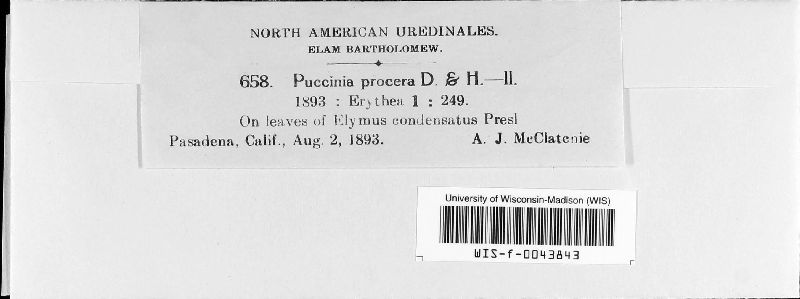 NORTH AMERICAN UREDINALES.
ELAM BARTHOLOMEW.
658. Puccinia procera D. & H.—II.
1893 : Erythea 1 : 249.
On leaves of Elymus condensatus Presl
Pasadena, Calif., Aug. 2, 1893. A. J. McClatchie
University of Wisconsin-Madison (WIS)
WIS-f-0043843